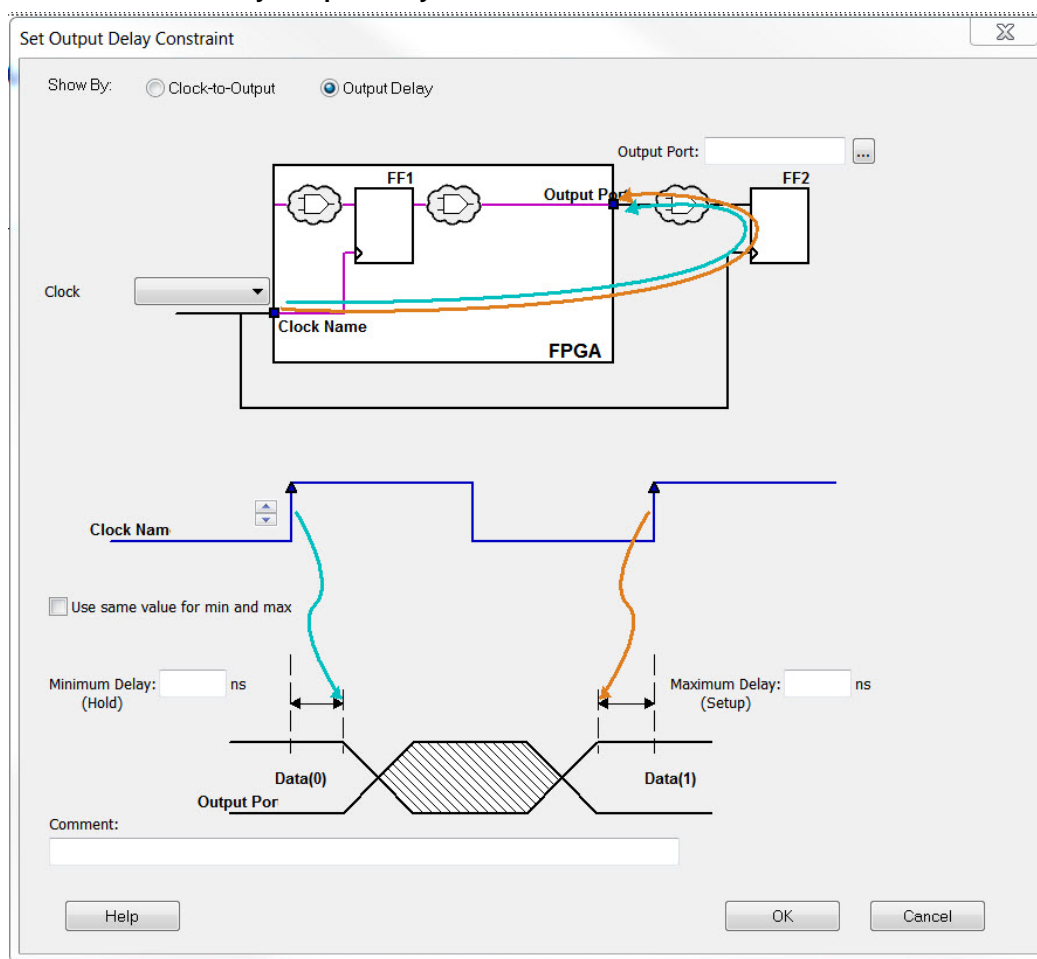 Set Output Delay Constraint
Show By: Clock-to-Output Output Delay
Output Port: ...
FF1
Output Port
FF2
Clock
Clock Name
FPGA
Clock Nam
Use same value for min and max
Minimum Delay: ns
(Hold)
Maximum Delay: ns
(Setup)
Data(0)
Data(1)
Output Por
Comment:
Help OK Cancel